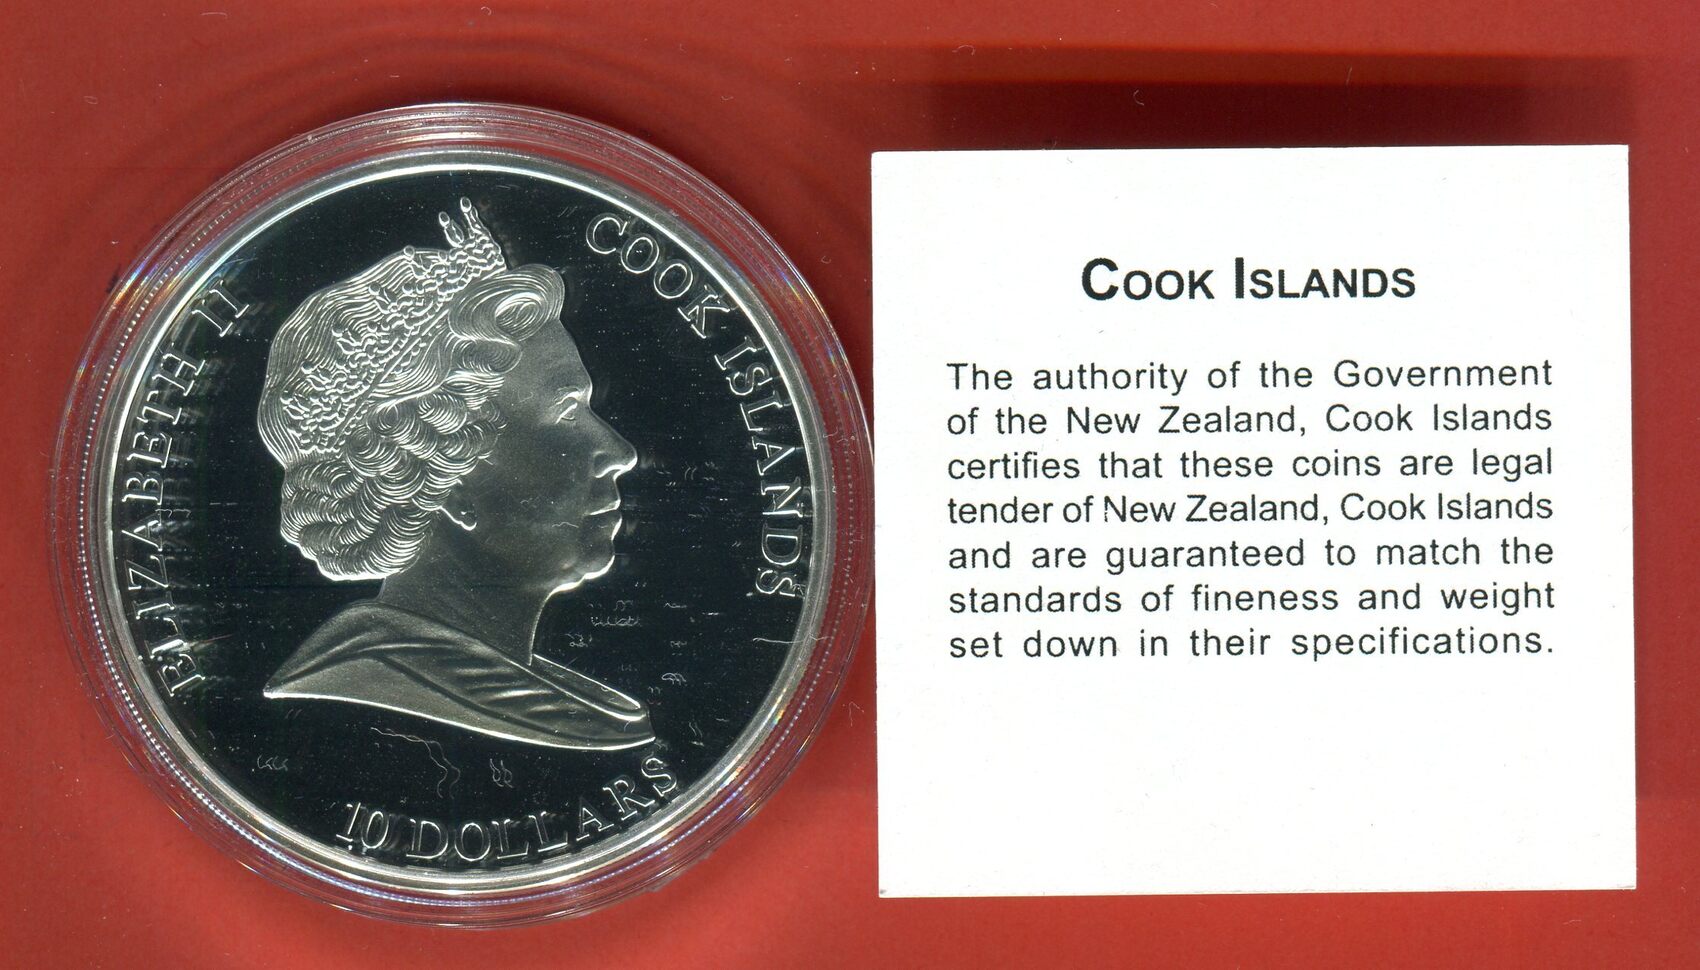 ELIZABETH II
COOK ISLANDS
10 DOLLARS
COOK ISLANDS
The authority of the Government
of the New Zealand, Cook Islands
certifies that these coins are legal
tender of New Zealand, Cook Islands
and are guaranteed to match the
standards of fineness and weight
set down in their specifications.